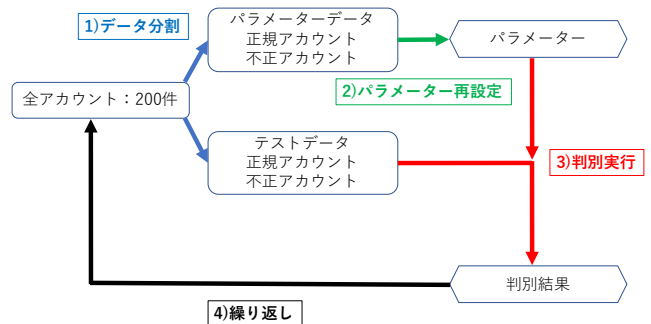 1)データ分割
パラメーターデータ
正規アカウント
不正アカウント
パラメーター
2)パラメーター再設定
全アカウント：200件
テストデータ
正規アカウント
不正アカウント
3)判別実行
判別結果
4)繰り返し